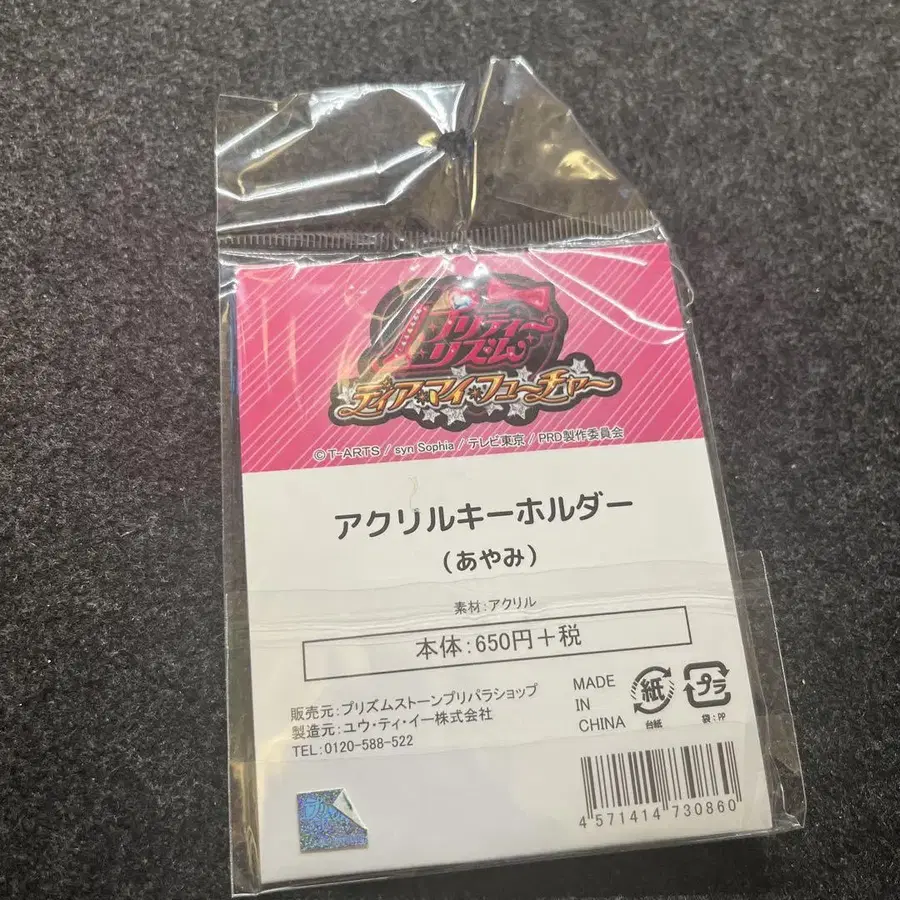 プリティー
リズム
ディア マイ フューチャー
©T-ARTS / syn Sophia / テレビ東京 / PRD製作委員会
アクリルキーホルダー
(あやみ)
素材:アクリル
本体:650円+税
販売元:プリズムストーンプリパラショップ
製造元:ユウ・ティ・イー株式会社
TEL:0120-588-522
MADE
IN
CHINA
紙
台紙
プラ
袋:PP
4 571414 730860